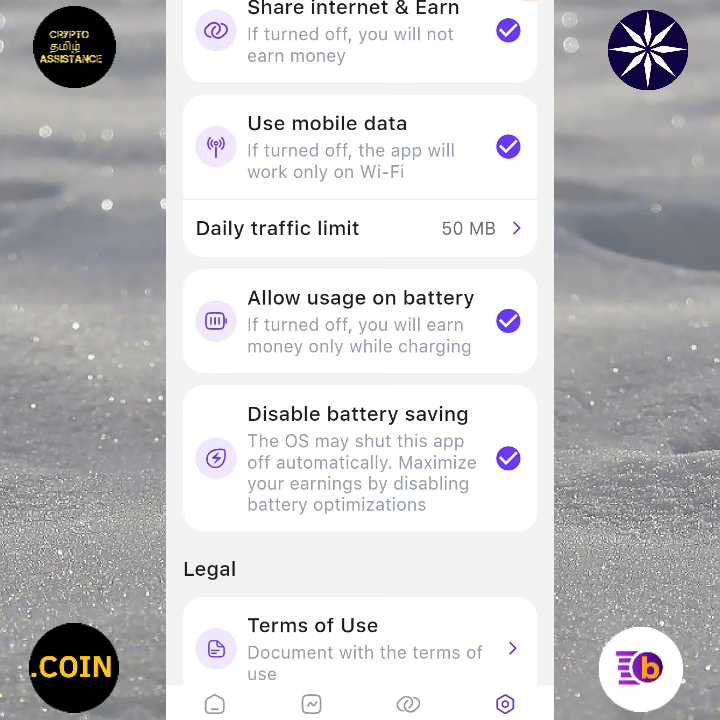 CRYPTO
தமிழ்
ASSISTANCE
Share internet & Earn
If turned off, you will not
earn money
Use mobile data
If turned off, the app will
work only on Wi-Fi
Daily traffic limit 50 MB
Allow usage on battery
If turned off, you will earn
money only while charging
Disable battery saving
The OS may shut this app
off automatically. Maximize
your earnings by disabling
battery optimizations
Legal
Terms of Use
Document with the terms of
use
.COIN
b